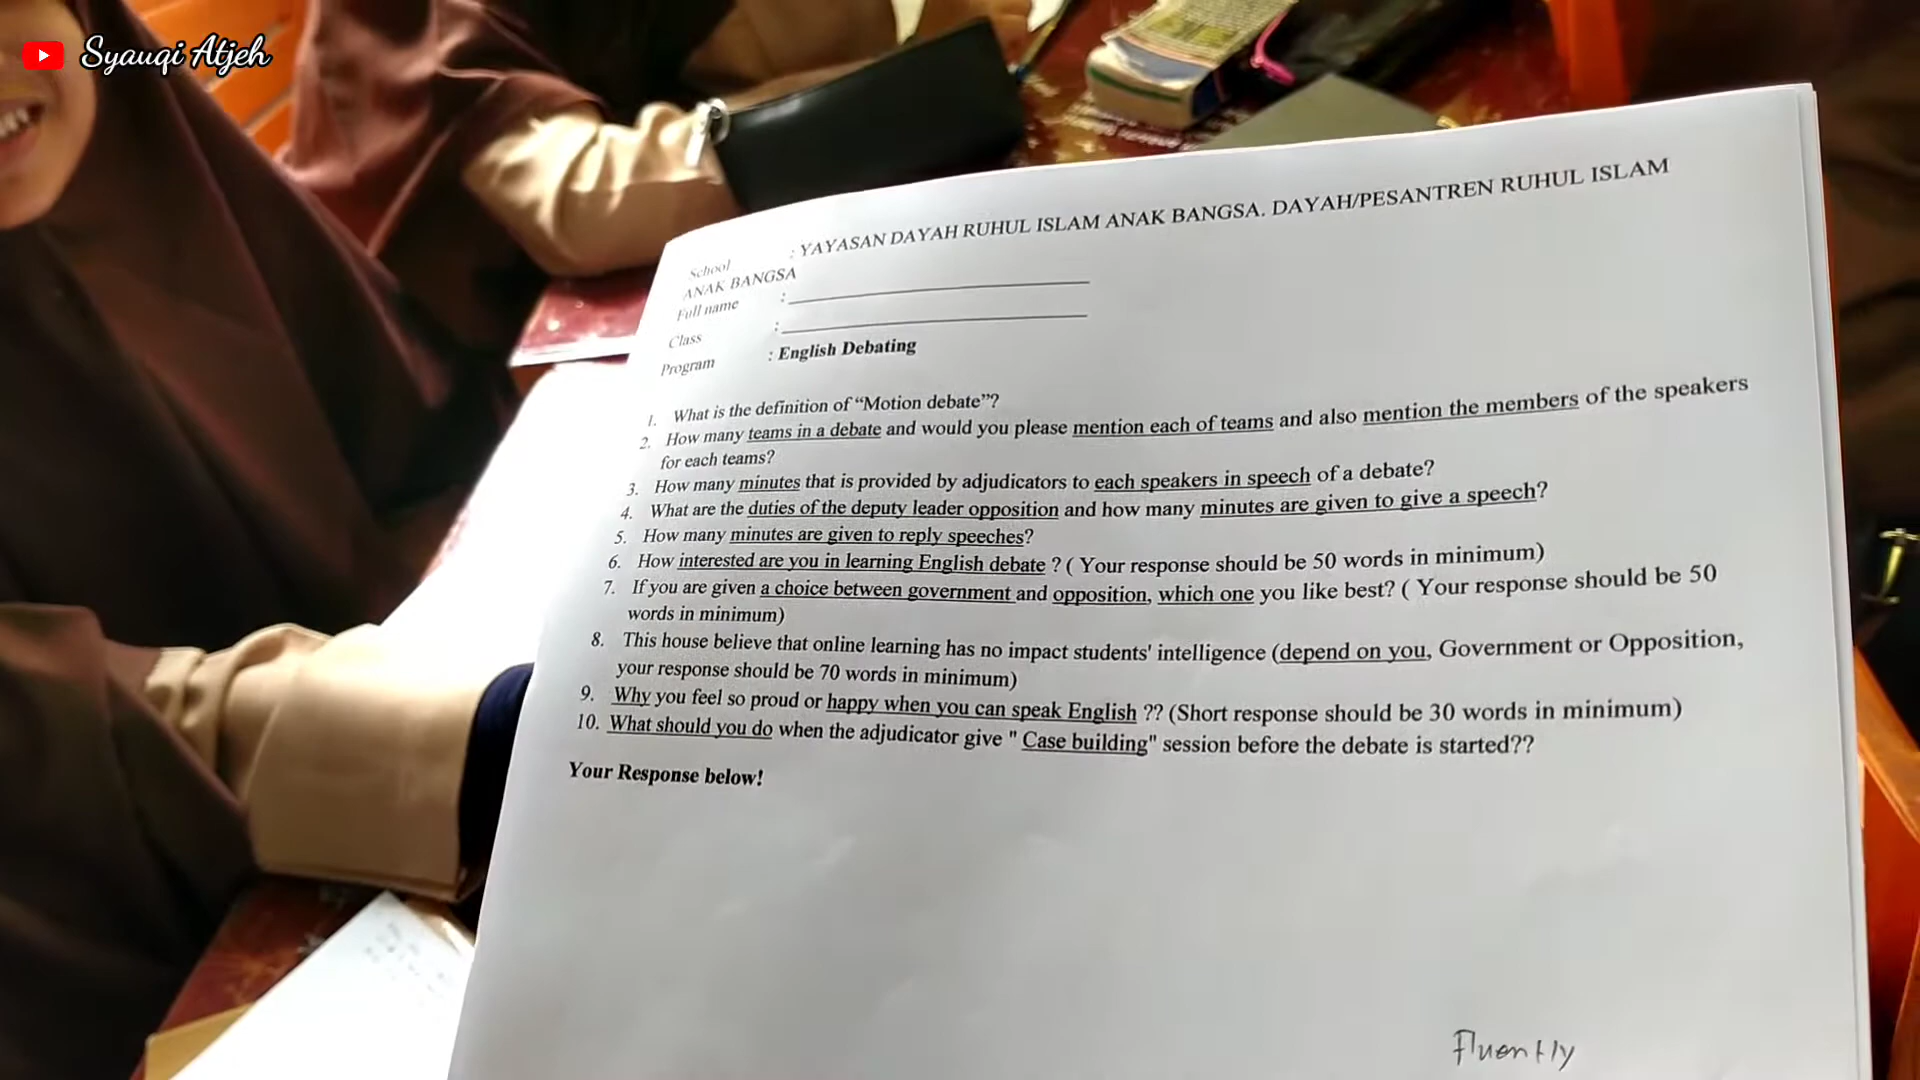 Syauqi Atjeh
School : YAYASAN DAYAH RUHUL ISLAM ANAK BANGSA. DAYAH/PESANTREN RUHUL ISLAM
ANAK BANGSA
Full name :
Class :
Program : English Debating
1. What is the definition of “Motion debate”?
2. How many teams in a debate and would you please mention each of teams and also mention the members of the speakers
for each teams?
3. How many minutes that is provided by adjudicators to each speakers in speech of a debate?
4. What are the duties of the deputy leader opposition and how many minutes are given to give a speech?
5. How many minutes are given to reply speeches?
6. How interested are you in learning English debate ? ( Your response should be 50 words in minimum)
7. If you are given a choice between government and opposition, which one you like best? ( Your response should be 50
words in minimum)
8. This house believe that online learning has no impact students' intelligence (depend on you, Government or Opposition,
your response should be 70 words in minimum)
9. Why you feel so proud or happy when you can speak English ?? (Short response should be 30 words in minimum)
10. What should you do when the adjudicator give " Case building" session before the debate is started??
Your Response below!
Fluently